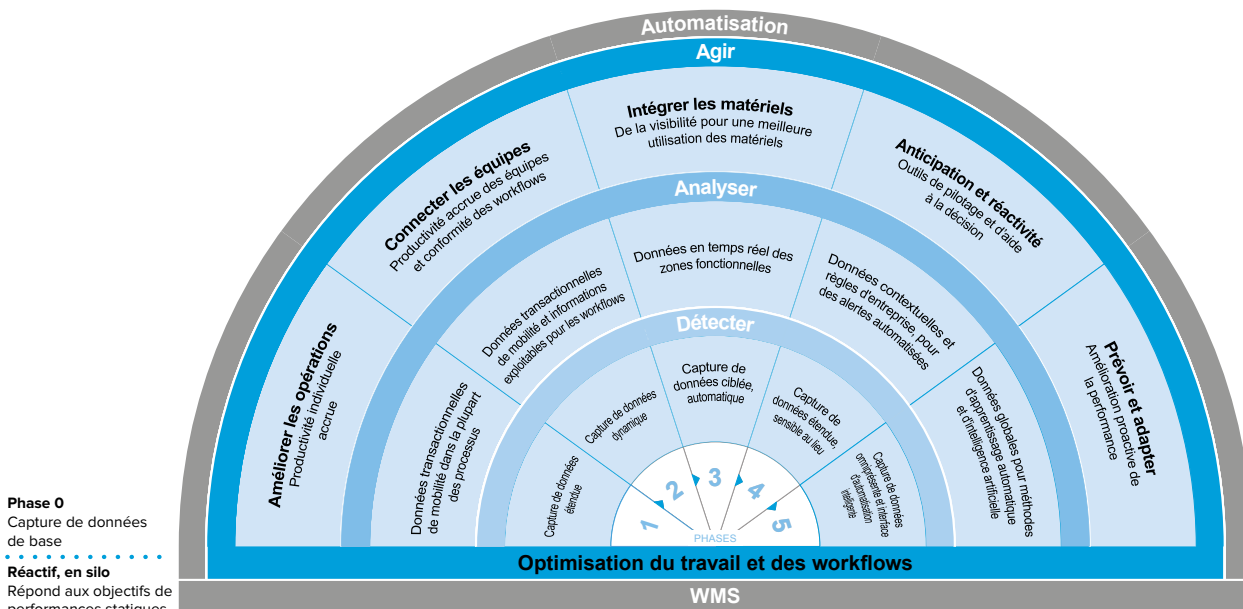 Automatisation
Agir
Améliorer les opérations
Productivité individuelle
accrue
Connecter les équipes
Productivité accrue des équipes
et conformité des workflows
Intégrer les matériels
De la visibilité pour une meilleure
utilisation des matériels
Anticipation et réactivité
Outils de pilotage et d'aide
à la décision
Prévoir et adapter
Amélioration proactive de
la performance
Analyser
Données transactionnelles
de mobilité dans la plupart
des processus
Données transactionnelles
de mobilité et informations
exploitables pour les workflows
Données en temps réel des
zones fonctionnelles
Données contextuelles et
règles d'entreprise, pour
des alertes automatisées
Données globales pour méthodes
d'apprentissage automatique
et d'intelligence artificielle
Détecter
Capture de données
étendue
Capture de données
dynamique
Capture de
données ciblée,
automatique
Capture de
données étendue,
sensible au lieu
Capture de données
omniprésente et interface
d'automatisation
intelligente
1
2
3
4
5
PHASES
Optimisation du travail et des workflows
WMS
Phase 0
Capture de données
de base
Réactif, en silo
Répond aux objectifs de
performances statiques